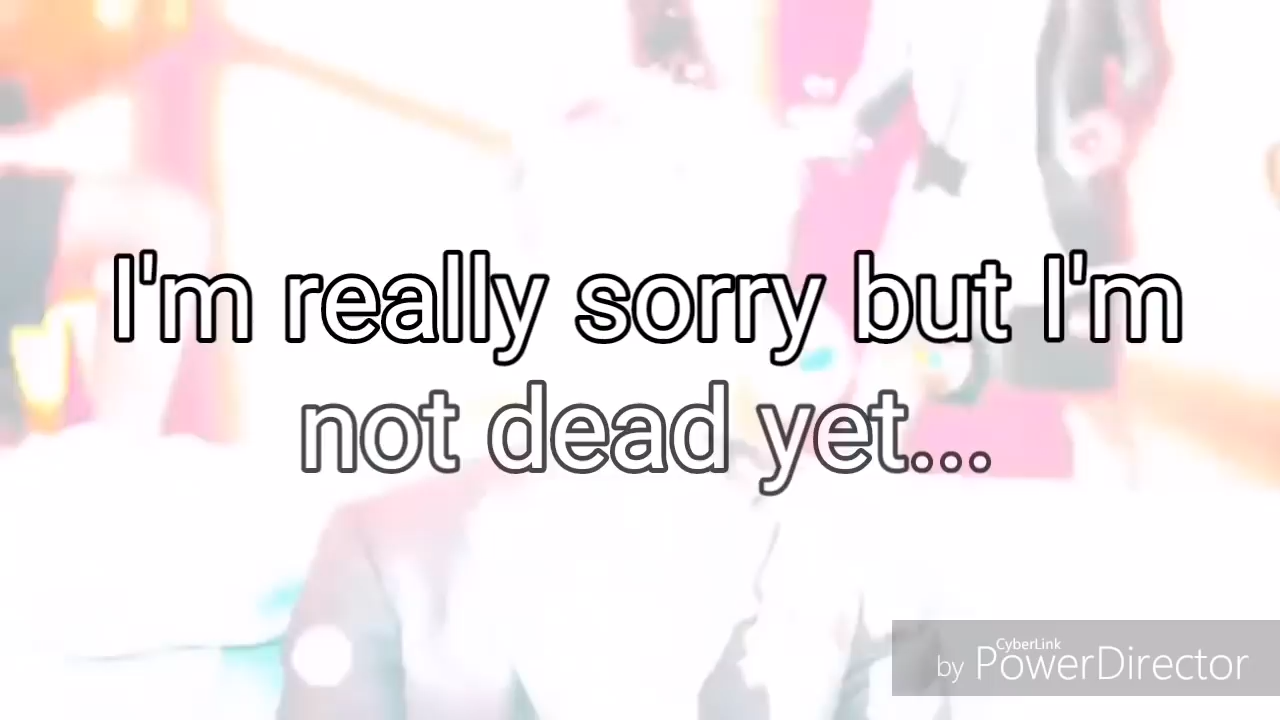 I'm really sorry but I'm
not dead yet...
CyberLink
by PowerDirector